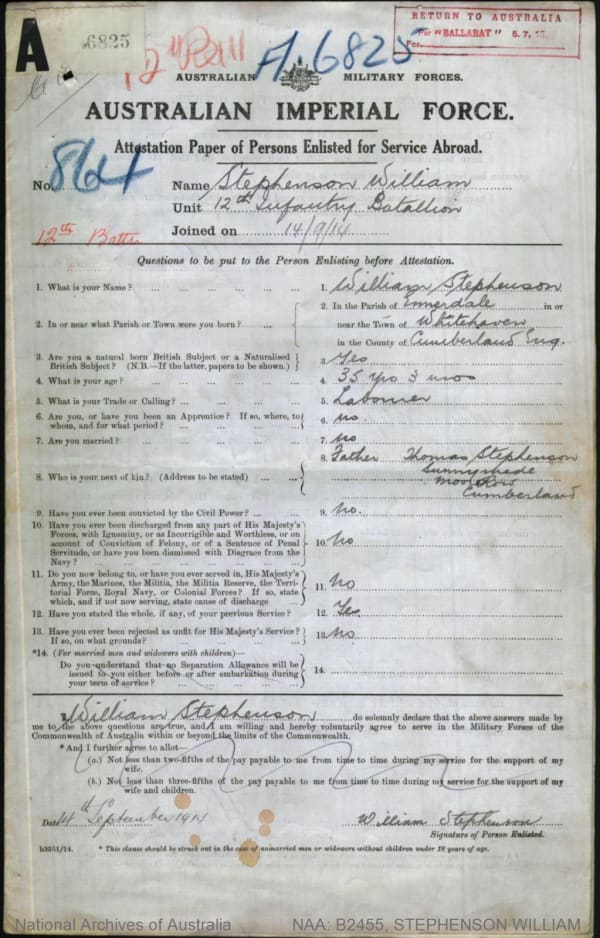 A
6825
12th Batt
A 6825
RETURN TO AUSTRALIA
Per "BALLARAT" 5.7.
For
AUSTRALIAN MILITARY FORCES.
AUSTRALIAN IMPERIAL FORCE.
Attestation Paper of Persons Enlisted for Service Abroad.
No. 864 Name Stephenson William
Unit 12th Infantry Batallion
12th Battn Joined on 14/9/14
Questions to be put to the Person Enlisting before Attestation.
1. What is your Name? ... ... ... ... 1. William Stephenson
2. In or near what Parish or Town were you born? ... 2. In the Parish of Ennerdale in or
near the Town of Whitehaven
in the County of Cumberland Eng.
3. Are you a natural born British Subject or a Naturalised
British Subject? (N.B.—If the latter, papers to be shown.) 3. Yes
4. What is your age? ... ... ... ... 4. 35 yrs 3 mos
5. What is your Trade or Calling? ... ... ... 5. Labourer
6. Are you, or have you been an Apprentice? If so, where, to
whom, and for what period? ... ... ... 6. no.
7. Are you married? ... ... ... ... 7. no
8. Who is your next of kin? (Address to be stated) ... ... 8. Father Thomas Stephenson
Sunnyshade
Moor Row
Cumberland
9. Have you ever been convicted by the Civil Power? ... ... 9. no.
10. Have you ever been discharged from any part of His Majesty's
Forces, with Ignominy, or as Incorrigible and Worthless, or on
account of Conviction of Felony, or of a Sentence of Penal
Servitude, or have you been dismissed with Disgrace from the
Navy? ... ... ... ... 10. no
11. Do you now belong to, or have you ever served in, His Majesty's
Army, the Marines, the Militia, the Militia Reserve, the Terri-
torial Force, Royal Navy, or Colonial Forces? If so, state
which, and if not now serving, state cause of discharge ... 11. no
12. Have you stated the whole, if any, of your previous Service? 12. Yes
13. Have you ever been rejected as unfit for His Majesty's Service?
If so, on what grounds? ... ... ... 13. no
*14. (For married men and widowers with children)—
Do you understand that no Separation Allowance will be
issued to you either before or after embarkation during
your term of service? ... ... ... 14.
I, William Stephenson do solemnly declare that the above answers made by
me to the above questions are true, and I am willing and hereby voluntarily agree to serve in the Military Forces of the
Commonwealth of Australia within or beyond the limits of the Commonwealth.
* And I further agree to allot—
(a.) Not less than two-fifths of the pay payable to me from time to time during my service for the support of my
wife.
(b.) Not less than three-fifths of the pay payable to me from time to time during my service for the support of my
wife and children.
Date 14th September 1914 William Stephenson
Signature of Person Enlisted.
b3051/14. * This clause should be struck out in the case of unmarried men or widowers without children under 18 years of age.
National Archives of Australia NAA: B2455, STEPHENSON WILLIAM